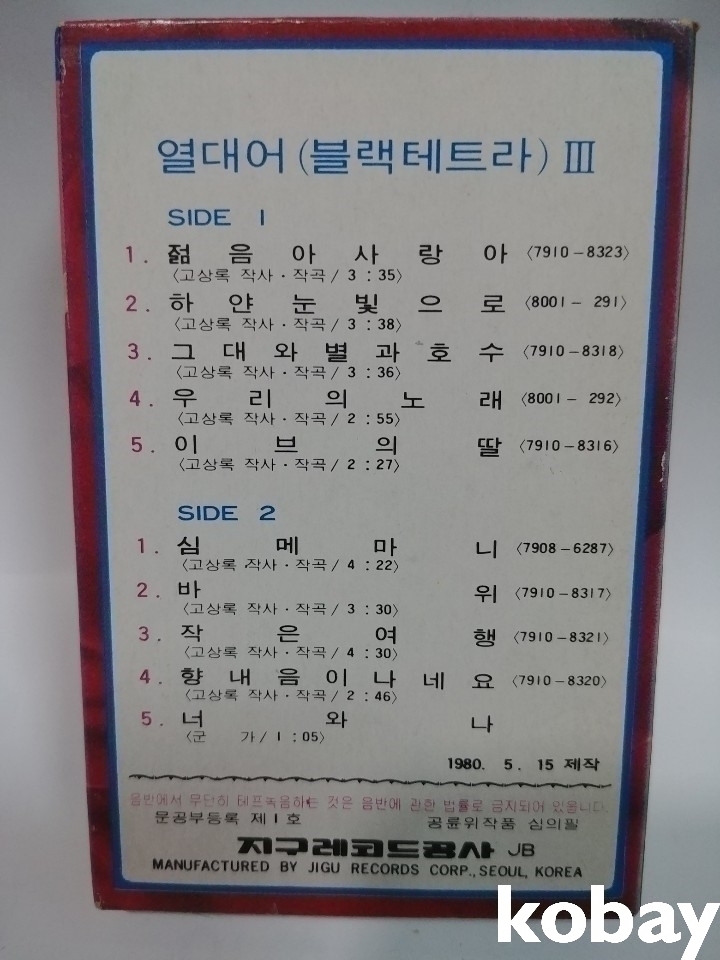 열대어 (블랙테트라) III
SIDE 1
1. 젊음아사랑아 〈7910-8323〉
〈고상록 작사·작곡/3:35〉
2. 하얀눈빛으로 〈8001-291〉
〈고상록 작사·작곡/3:38〉
3. 그대와별과호수 〈7910-8318〉
〈고상록 작사·작곡/3:36〉
4. 우리의노래 〈8001-292〉
〈고상록 작사·작곡/2:55〉
5. 이브의딸 〈7910-8316〉
〈고상록 작사·작곡/2:27〉
SIDE 2
1. 심메마니 〈7908-6287〉
〈고상록 작사·작곡/4:22〉
2. 바위 〈7910-8317〉
〈고상록 작사·작곡/3:30〉
3. 작은여행 〈7910-8321〉
〈고상록 작사·작곡/4:30〉
4. 향내음이나네요 〈7910-8320〉
〈고상록 작사·작곡/2:46〉
5. 너와나
〈군가/1:05〉
1980. 5. 15 제작
음반에서 무단히 테프녹음하는 것은 음반에 관한 법률로 금지되어 있읍니다.
문공부등록 제1호 공륜위작품 심의필
지구레코드공사 JB
MANUFACTURED BY JIGU RECORDS CORP., SEOUL, KOREA
kobay